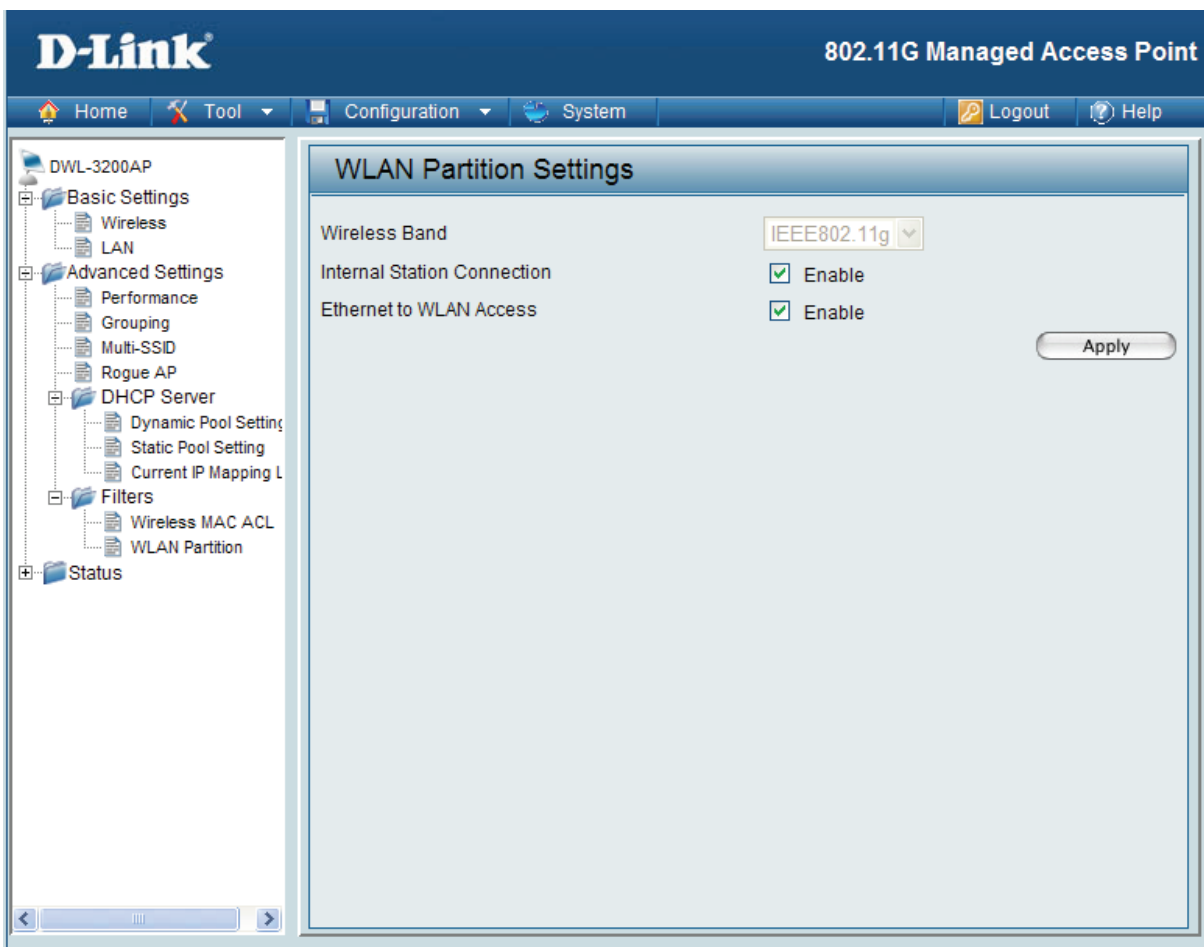 D-Link
802.11G Managed Access Point
Home Tool Configuration System Logout Help
DWL-3200AP
Basic Settings
Wireless
LAN
Advanced Settings
Performance
Grouping
Multi-SSID
Rogue AP
DHCP Server
Dynamic Pool Setting
Static Pool Setting
Current IP Mapping L
Filters
Wireless MAC ACL
WLAN Partition
Status
WLAN Partition Settings
Wireless Band IEEE802.11g
Internal Station Connection Enable
Ethernet to WLAN Access Enable
Apply